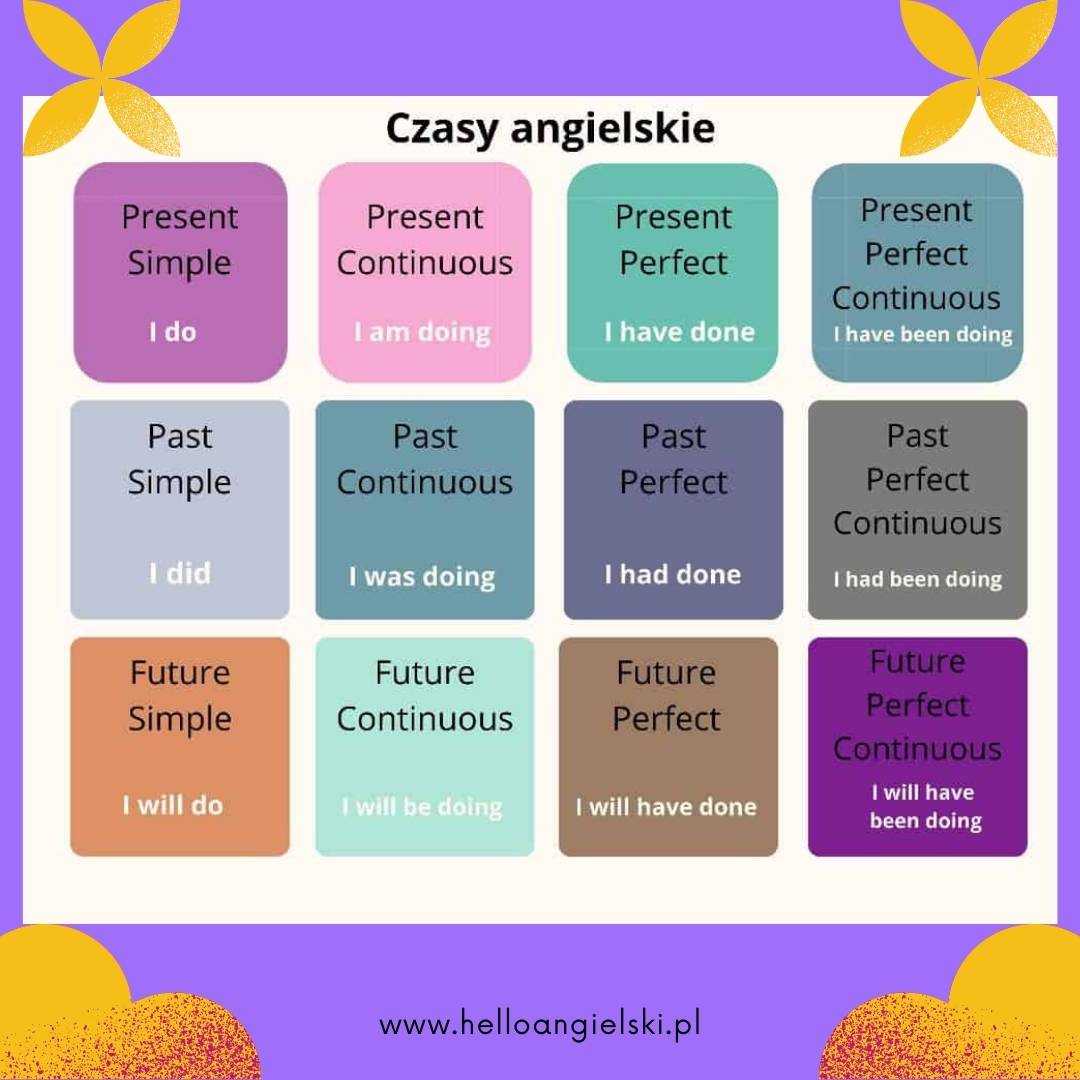 Czasy angielskie
Present
Simple
I do
Present
Continuous
I am doing
Present
Perfect
I have done
Present
Perfect
Continuous
I have been doing
Past
Simple
I did
Past
Continuous
I was doing
Past
Perfect
I had done
Past
Perfect
Continuous
I had been doing
Future
Simple
I will do
Future
Continuous
I will be doing
Future
Perfect
I will have done
Future
Perfect
Continuous
I will have
been doing
www.helloangielski.pl